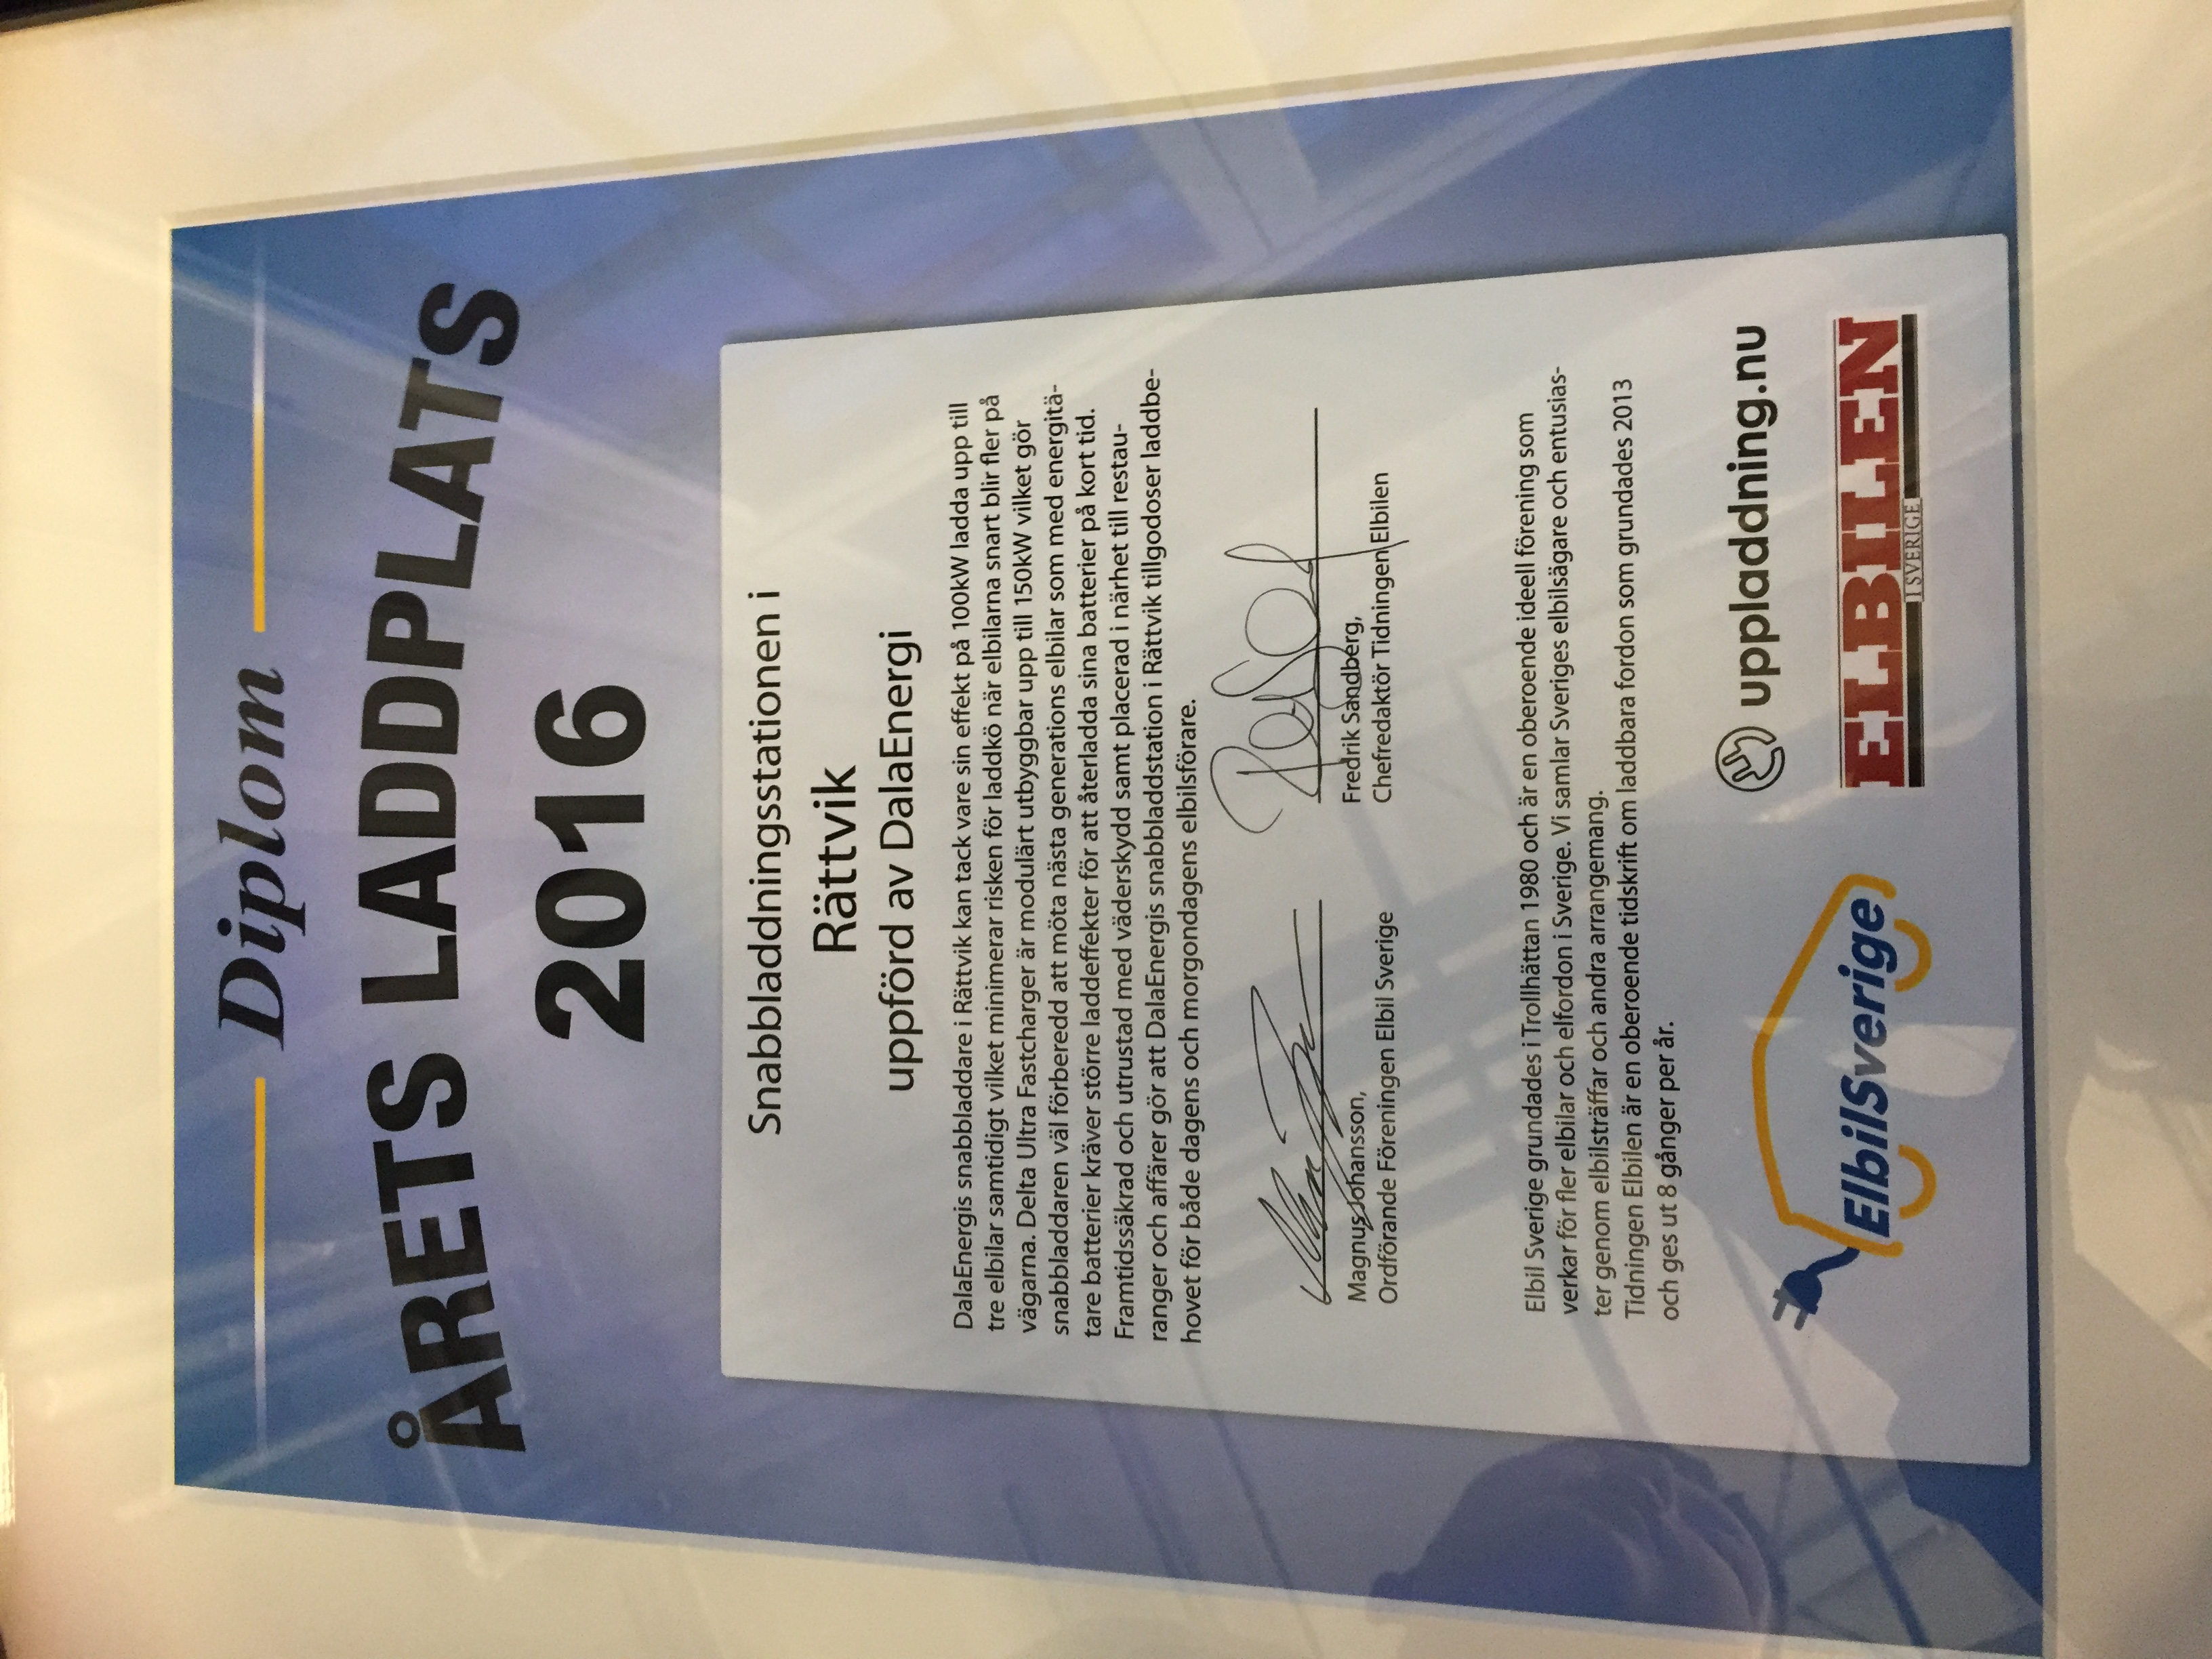 Diplom
ÅRETS LADDPLATS
2016
Snabbladdningsstationen i
Rättvik
uppförd av DalaEnergi
DalaEnergis snabbladdare i Rättvik kan tack vare sin effekt på 100kW ladda upp till
tre elbilar samtidigt vilket minimerar risken för laddkö när elbilarna snart blir fler på
vägarna. Delta Ultra Fastcharger är modulärt utbyggbar upp till 150kW vilket gör
snabbladdaren väl förberedd att möta nästa generations elbilar som med energitä-
tare batterier kräver större laddeffekter för att återladda sina batterier på kort tid.
Framtidssäkrad och utrustad med väderskydd samt placerad i närhet till restau-
ranger och affärer gör att DalaEnergis snabbladdstation i Rättvik tillgodoser laddbe-
hovet för både dagens och morgondagens elbilsförare.
Magnus Johansson,
Ordförande Föreningen Elbil Sverige
Fredrik Sandberg,
Chefredaktör Tidningen Elbilen
Elbil Sverige grundades i Trollhättan 1980 och är en oberoende ideell förening som
verkar för fler elbilar och elfordon i Sverige. Vi samlar Sveriges elbilsägare och entusias-
ter genom elbilsträffar och andra arrangemang.
Tidningen Elbilen är en oberoende tidskrift om laddbara fordon som grundades 2013
och ges ut 8 gånger per år.
ElbilSverige
uppladdning.nu
ELBILEN
I SVERIGE